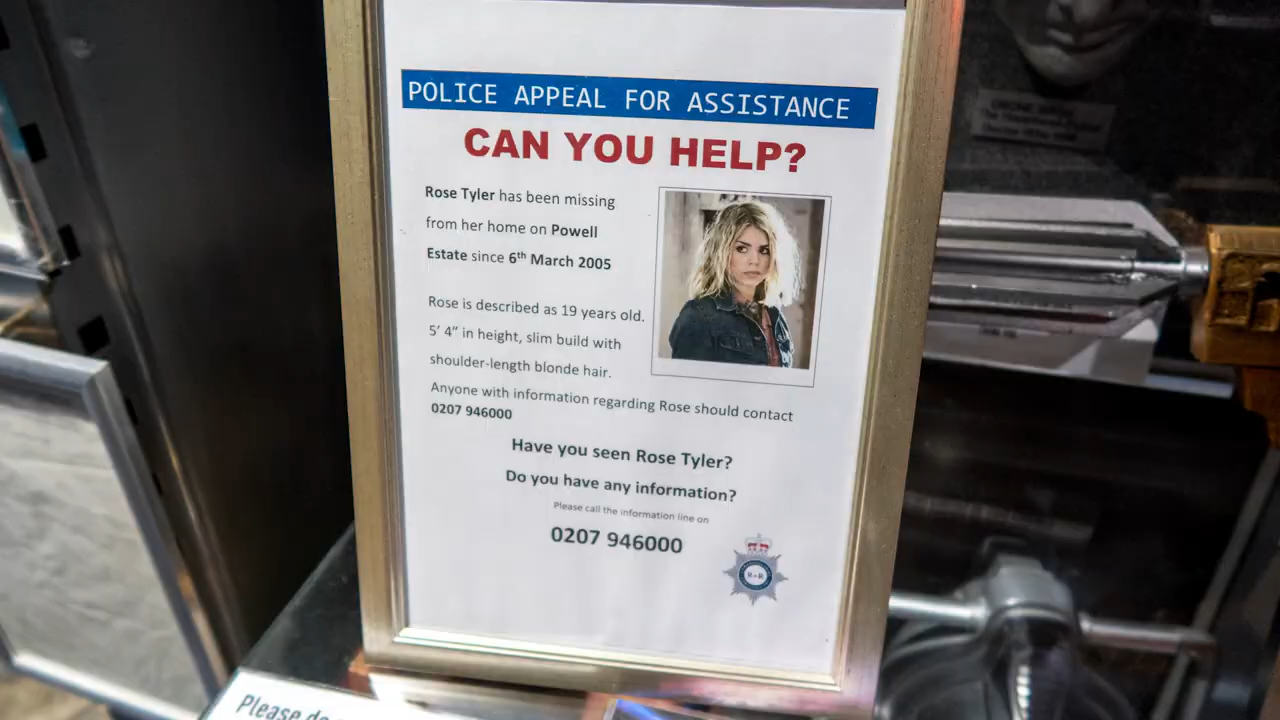 POLICE APPEAL FOR ASSISTANCE
CAN YOU HELP?
Rose Tyler has been missing
from her home on Powell
Estate since 6th March 2005
Rose is described as 19 years old.
5' 4" in height, slim build with
shoulder-length blonde hair.
Anyone with information regarding Rose should contact
0207 946000
Have you seen Rose Tyler?
Do you have any information?
Please call the information line on
0207 946000
Please